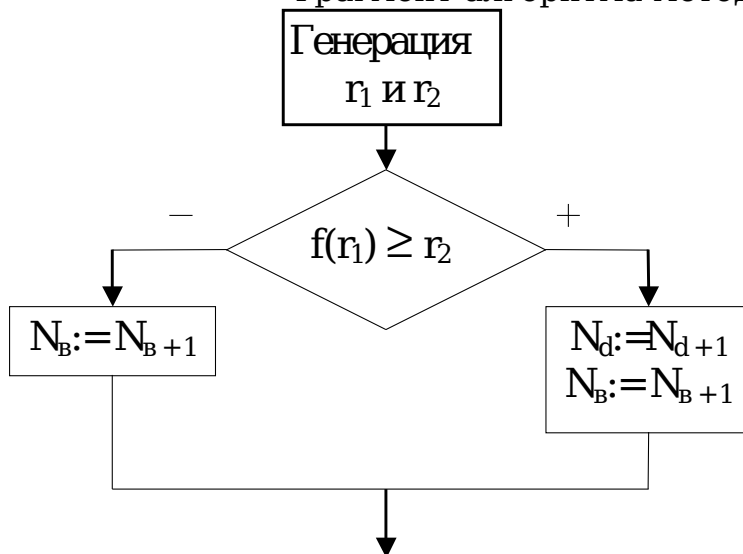 Генерация
r₁ и r₂
−
+
f(r₁) ≥ r₂
Nв:=Nв+1
Nd:=Nd+1
Nв:=Nв+1